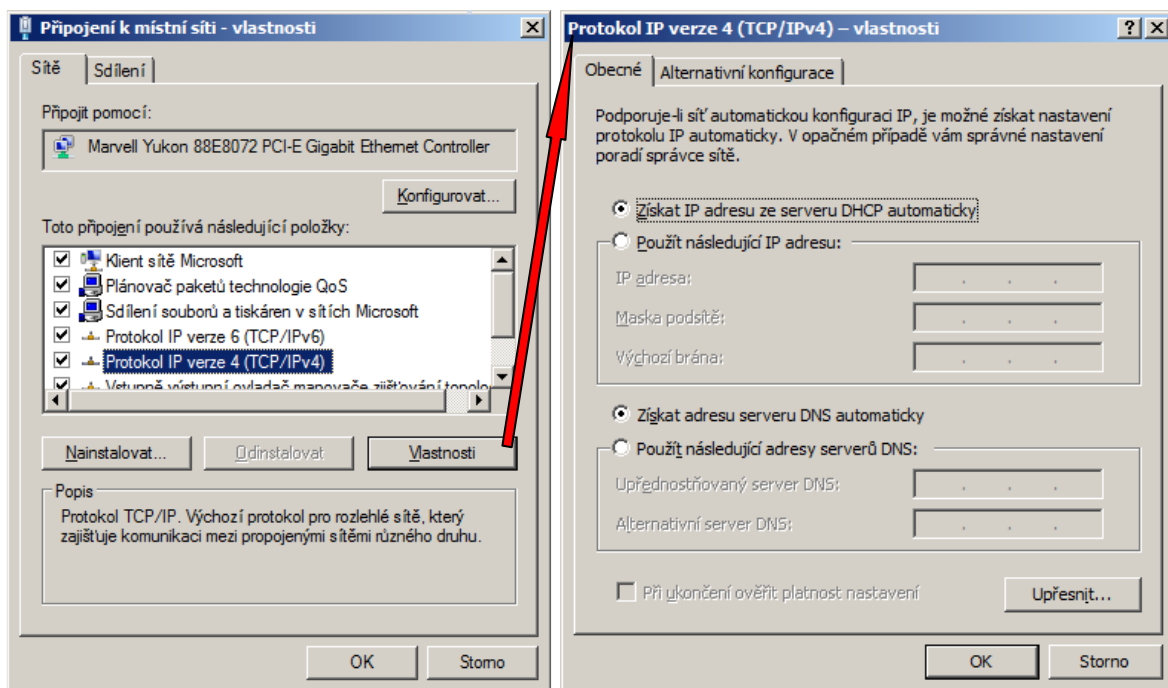 Připojení k místní síti - vlastnosti
Sítě
Sdílení
Připojit pomocí:
Marvell Yukon 88E8072 PCI-E Gigabit Ethernet Controller
Konfigurovat...
Toto připojení používá následující položky:
Klient sítě Microsoft
Plánovač paketů technologie QoS
Sdílení souborů a tiskáren v sítích Microsoft
Protokol IP verze 6 (TCP/IPv6)
Protokol IP verze 4 (TCP/IPv4)
Vstupně výstupní ovladač mapovače zjišťování topolo
Nainstalovat...
Odinstalovat
Vlastnosti
Popis
Protokol TCP/IP. Výchozí protokol pro rozlehlé sítě, který
zajišťuje komunikaci mezi propojenými sítěmi různého druhu.
OK
Storno
Protokol IP verze 4 (TCP/IPv4) – vlastnosti
Obecné
Alternativní konfigurace
Podporuje-li síť automatickou konfiguraci IP, je možné získat nastavení
protokolu IP automaticky. V opačném případě vám správné nastavení
poradí správce sítě.
Získat IP adresu ze serveru DHCP automaticky
Použít následující IP adresu:
IP adresa:
Maska podsítě:
Výchozí brána:
Získat adresu serveru DNS automaticky
Použít následující adresy serverů DNS:
Upřednostňovaný server DNS:
Alternativní server DNS:
Při ukončení ověřit platnost nastavení
Upřesnit...
OK
Storno